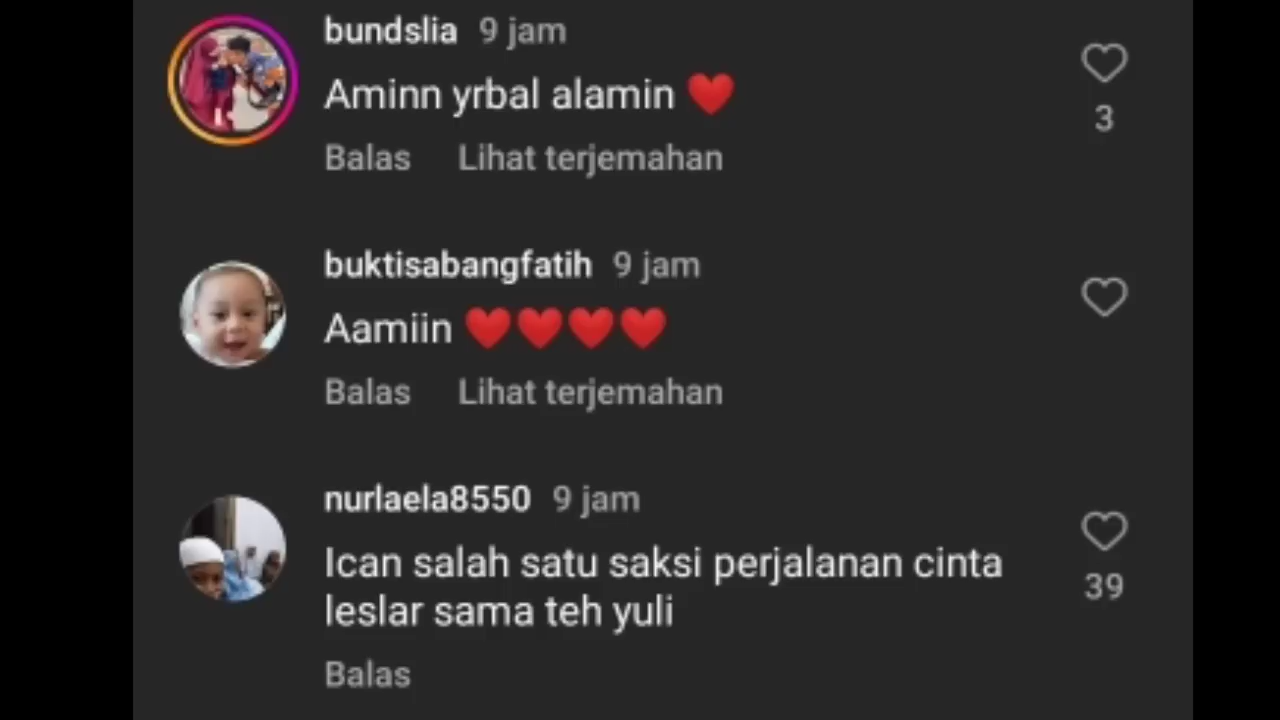 bundslia 9 jam
Aminn yrbal alamin ❤️
3
Balas Lihat terjemahan
buktisabangfatih 9 jam
Aamiin ❤️❤️❤️❤️
Balas Lihat terjemahan
nurlaela8550 9 jam
Ican salah satu saksi perjalanan cinta
leslar sama teh yuli
39
Balas